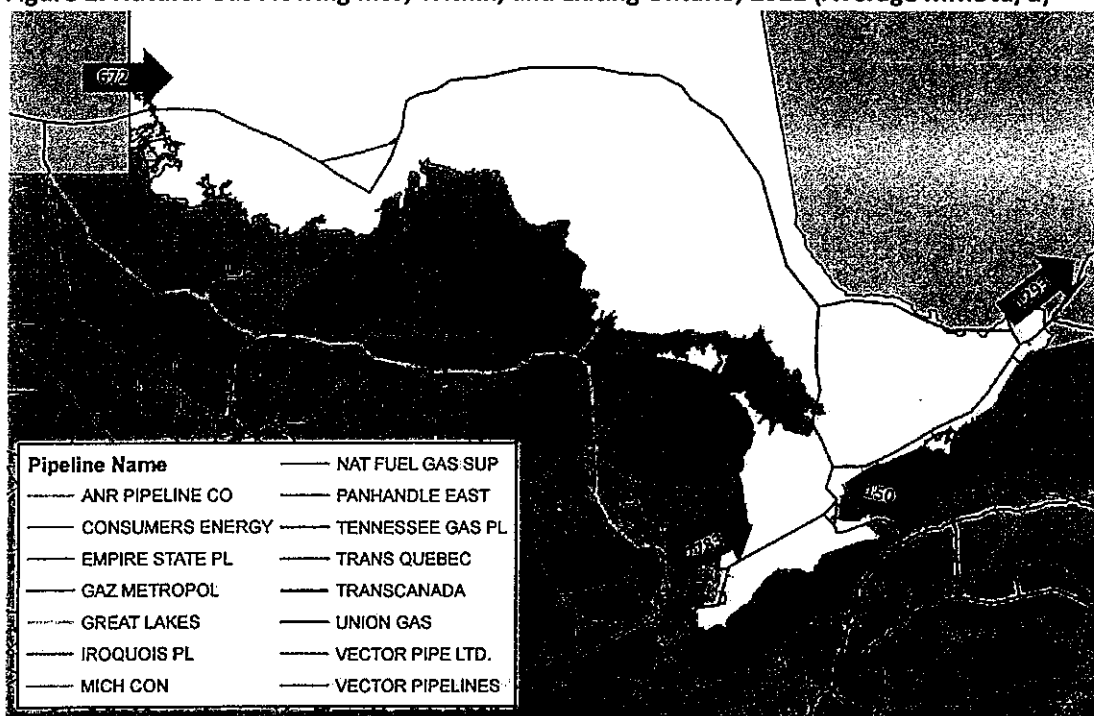 672
150
Pipeline Name
ANR PIPELINE CO
CONSUMERS ENERGY
EMPIRE STATE PL
GAZ METROPOL
GREAT LAKES
IROQUOIS PL
MICH CON
NAT FUEL GAS SUP
PANHANDLE EAST
TENNESSEE GAS PL
TRANS QUEBEC
TRANSCANADA
UNION GAS
VECTOR PIPE LTD.
VECTOR PIPELINES